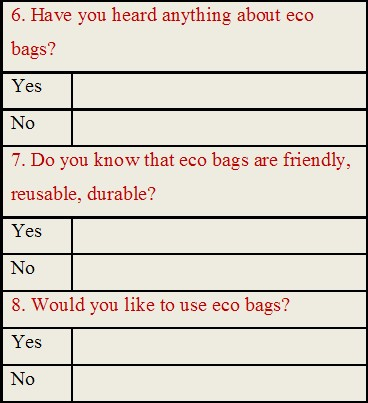 6. Have you heard anything about eco
bags?
Yes
No
7. Do you know that eco bags are friendly,
reusable, durable?
Yes
No
8. Would you like to use eco bags?
Yes
No